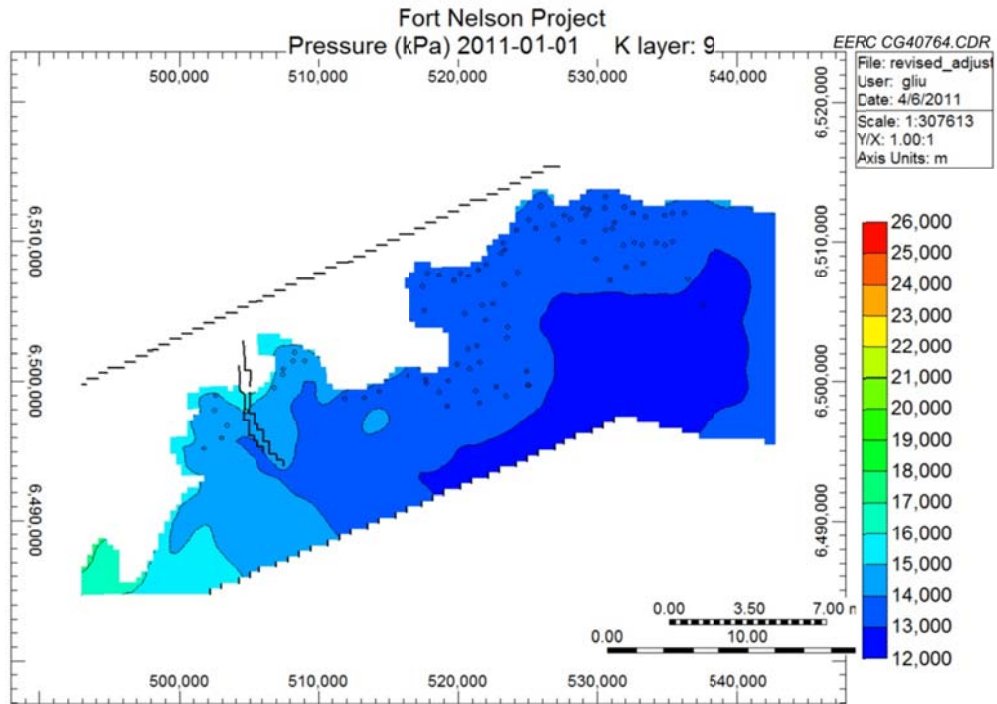 Fort Nelson Project
Pressure (kPa) 2011-01-01 K layer: 9
EERC CG40764.CDR
File: revised_adjust
User: gliu
Date: 4/6/2011
Scale: 1:307613
Y/X: 1.00:1
Axis Units: m
500,000 510,000 520,000 530,000 540,000
6,520,000
6,510,000 6,510,000
6,500,000 6,500,000
6,490,000 6,490,000
26,000
25,000
24,000
23,000
22,000
21,000
20,000
19,000
18,000
17,000
16,000
15,000
14,000
13,000
12,000
0.00 3.50 7.00
0.00 10.00
500,000 510,000 520,000 530,000 540,000